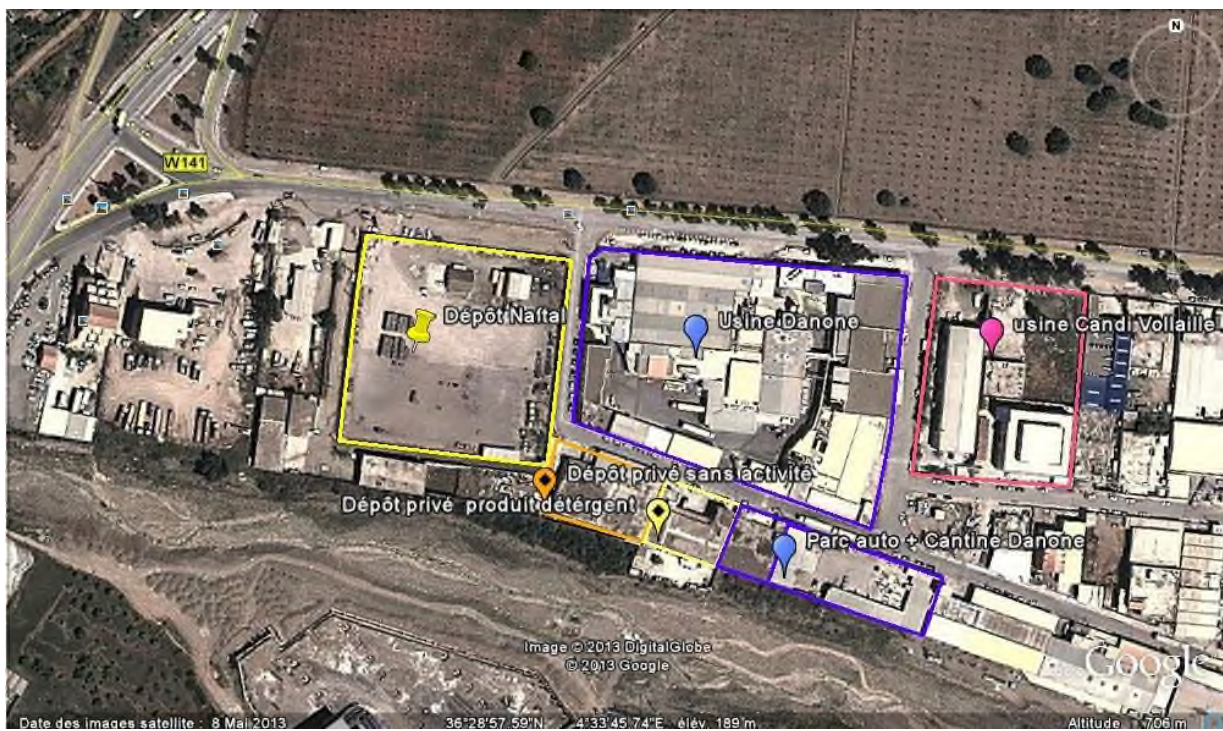 N
W141
Dépôt Naftal
Usine Danone
usine Candi Vollaille
Dépôt privé sans activité
Dépôt privé produit détérgent
Parc auto + Cantine Danone
Image © 2013 DigitalGlobe
© 2013 Google
Google
Date des images satellite : 8 Mai 2013 36°28'57.59"N 4°33'45.74"E élév. 189 m Altitude 706 m